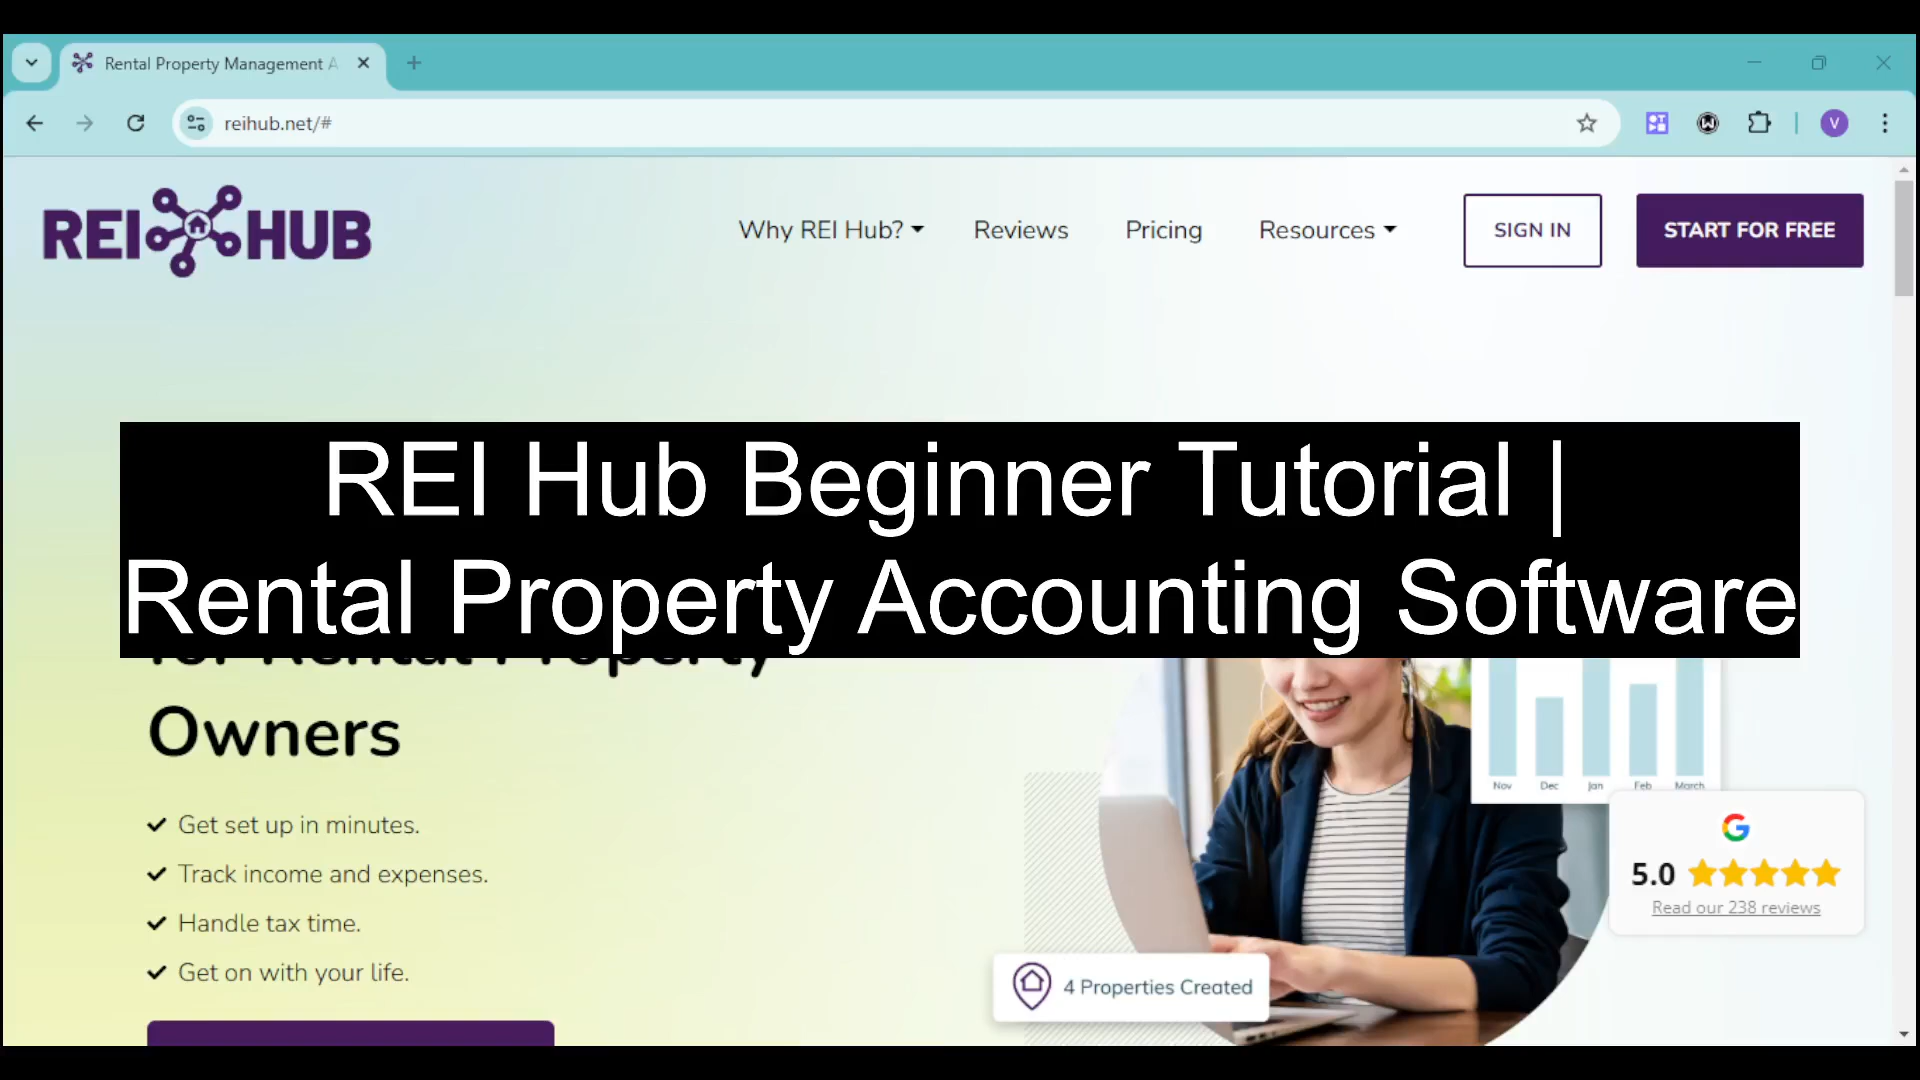 Rental Property Management A
reihub.net/#
V
REI HUB
Why REI Hub?
Reviews
Pricing
Resources
SIGN IN
START FOR FREE
REI Hub Beginner Tutorial |
Rental Property Accounting Software
for Rental Property
Owners
Get set up in minutes.
Track income and expenses.
Handle tax time.
Get on with your life.
Nov Dec Jan Feb March
5.0
Read our 238 reviews
4 Properties Created